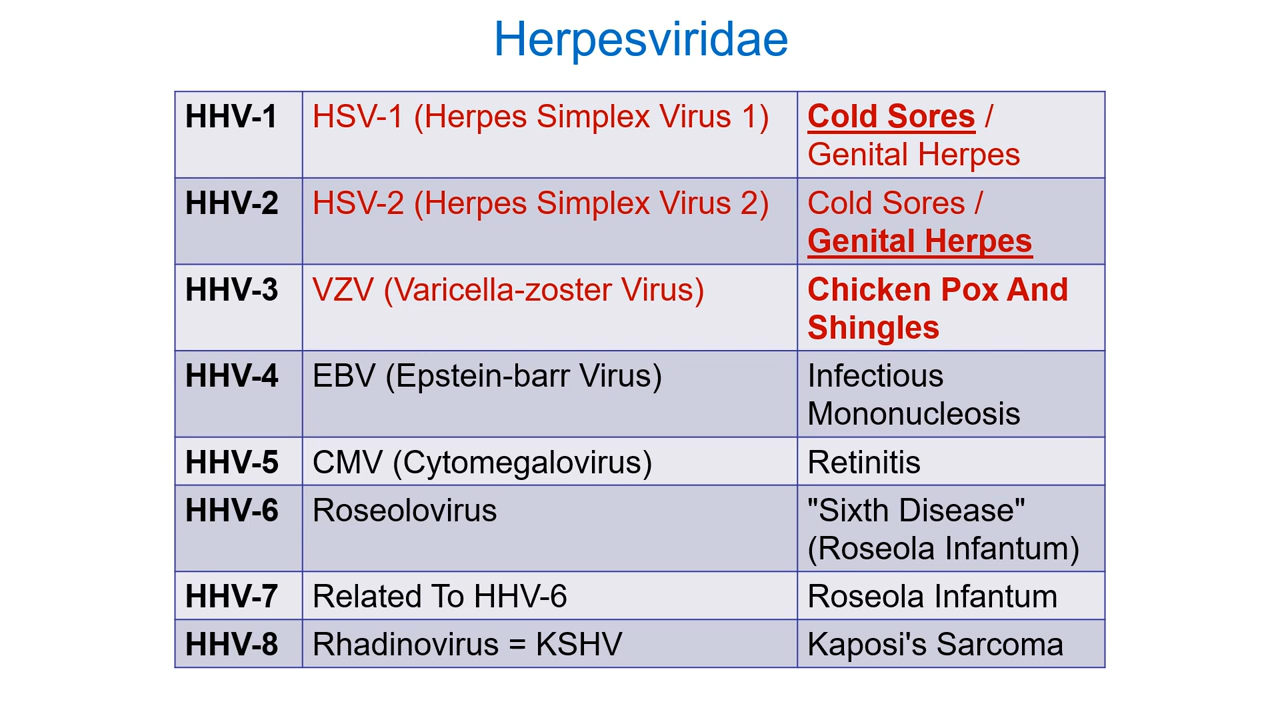 Herpesviridae
HHV-1 HSV-1 (Herpes Simplex Virus 1) Cold Sores /
Genital Herpes
HHV-2 HSV-2 (Herpes Simplex Virus 2) Cold Sores /
Genital Herpes
HHV-3 VZV (Varicella-zoster Virus) Chicken Pox And
Shingles
HHV-4 EBV (Epstein-barr Virus) Infectious
Mononucleosis
HHV-5 CMV (Cytomegalovirus) Retinitis
HHV-6 Roseolovirus "Sixth Disease"
(Roseola Infantum)
HHV-7 Related To HHV-6 Roseola Infantum
HHV-8 Rhadinovirus = KSHV Kaposi's Sarcoma